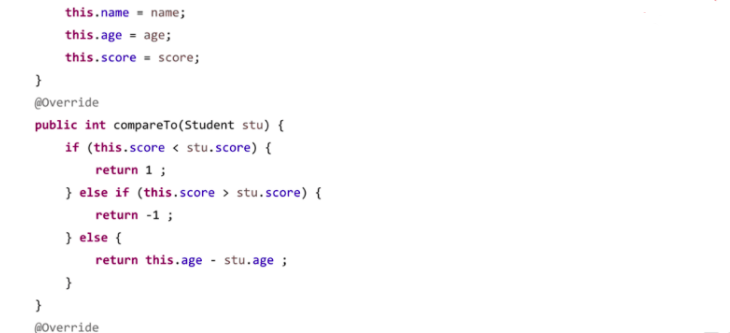 this.name = name;
this.age = age;
this.score = score;
}
@Override
public int compareTo(Student stu) {
if (this.score < stu.score) {
return 1 ;
} else if (this.score > stu.score) {
return -1 ;
} else {
return this.age - stu.age ;
}
}
@Override